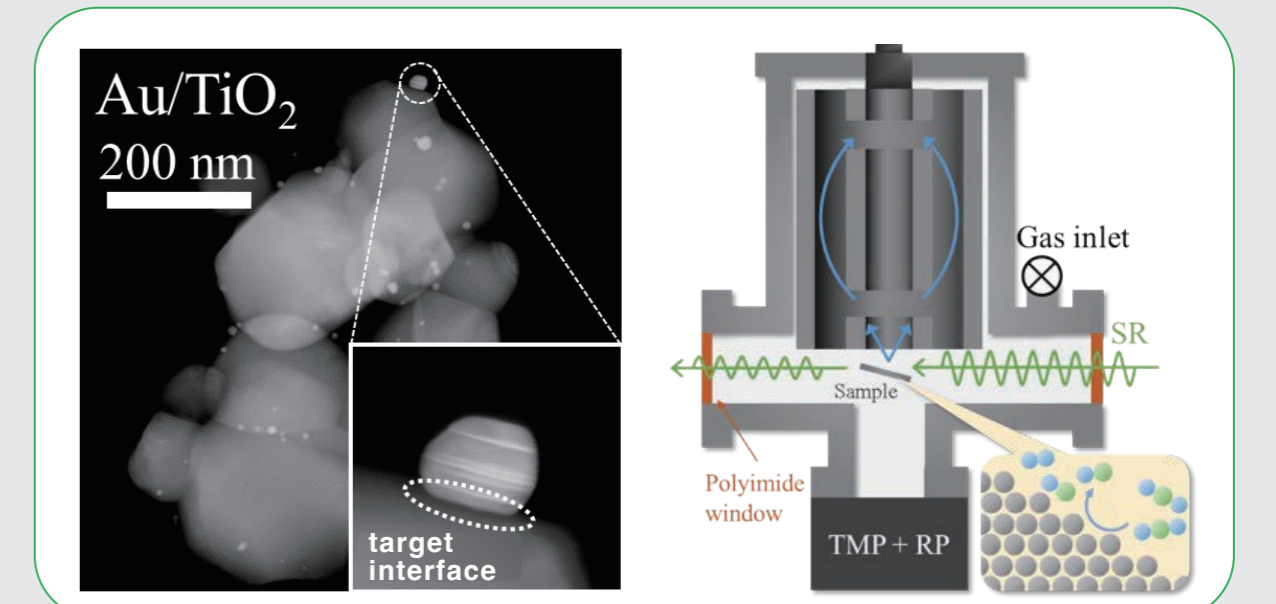 Au/TiO₂
200 nm
target
interface
Gas inlet
SR
Sample
Polyimide
window
TMP + RP